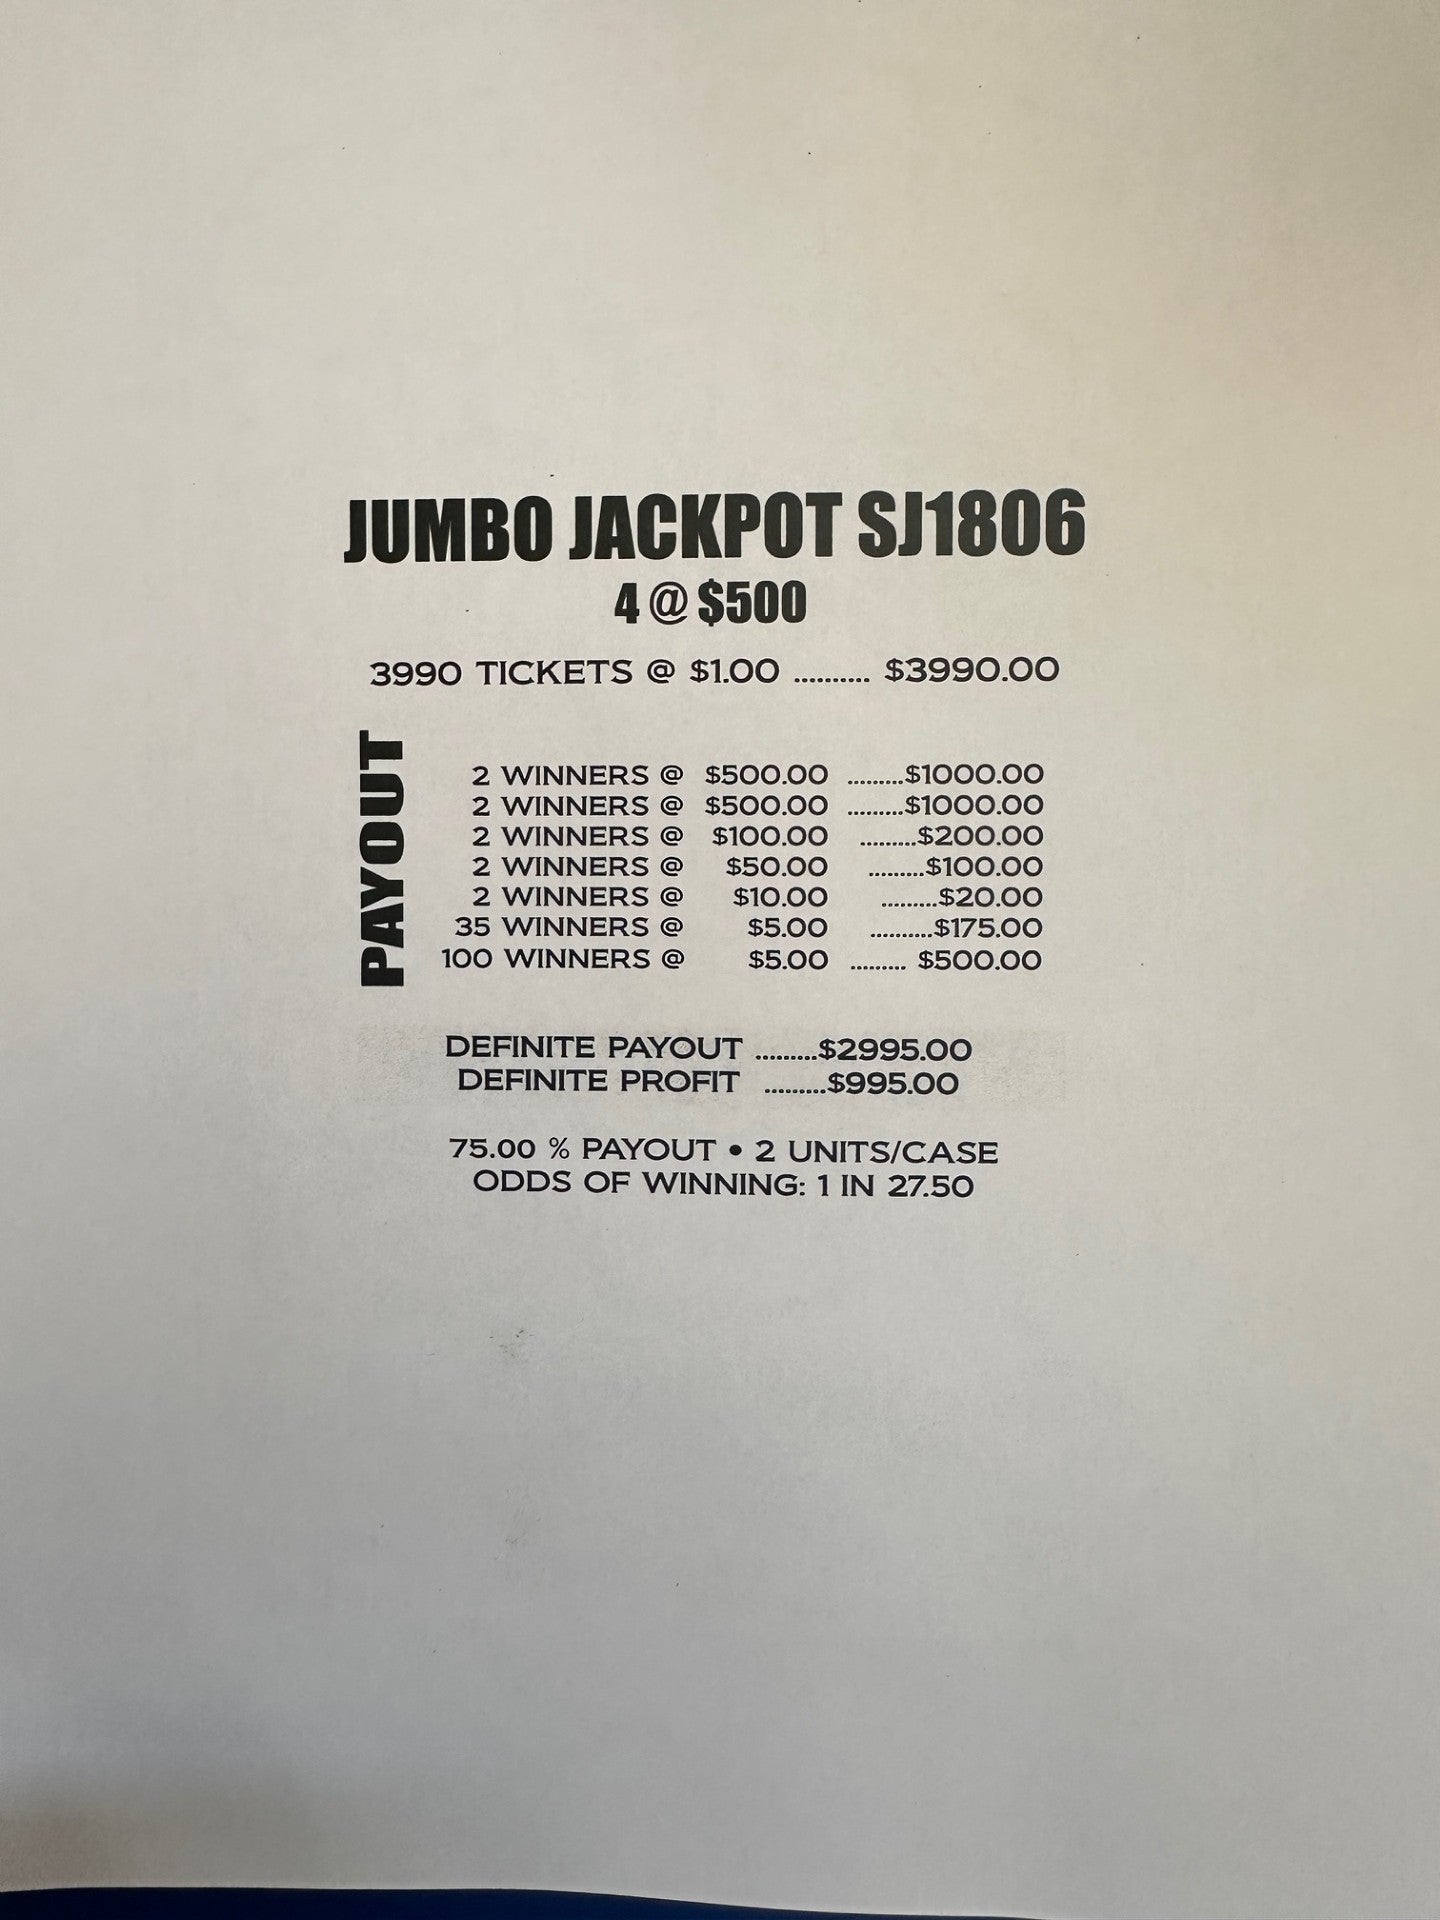 JUMBO JACKPOT SJ1806
4 @ $500
3990 TICKETS @ $1.00 .......... $3990.00
PAYOUT
2 WINNERS @ $500.00 .........$1000.00
2 WINNERS @ $500.00 .........$1000.00
2 WINNERS @ $100.00 .........$200.00
2 WINNERS @ $50.00 .........$100.00
2 WINNERS @ $10.00 .........$20.00
35 WINNERS @ $5.00 ..........$175.00
100 WINNERS @ $5.00 ......... $500.00
DEFINITE PAYOUT .........$2995.00
DEFINITE PROFIT .........$995.00
75.00 % PAYOUT • 2 UNITS/CASE
ODDS OF WINNING: 1 IN 27.50